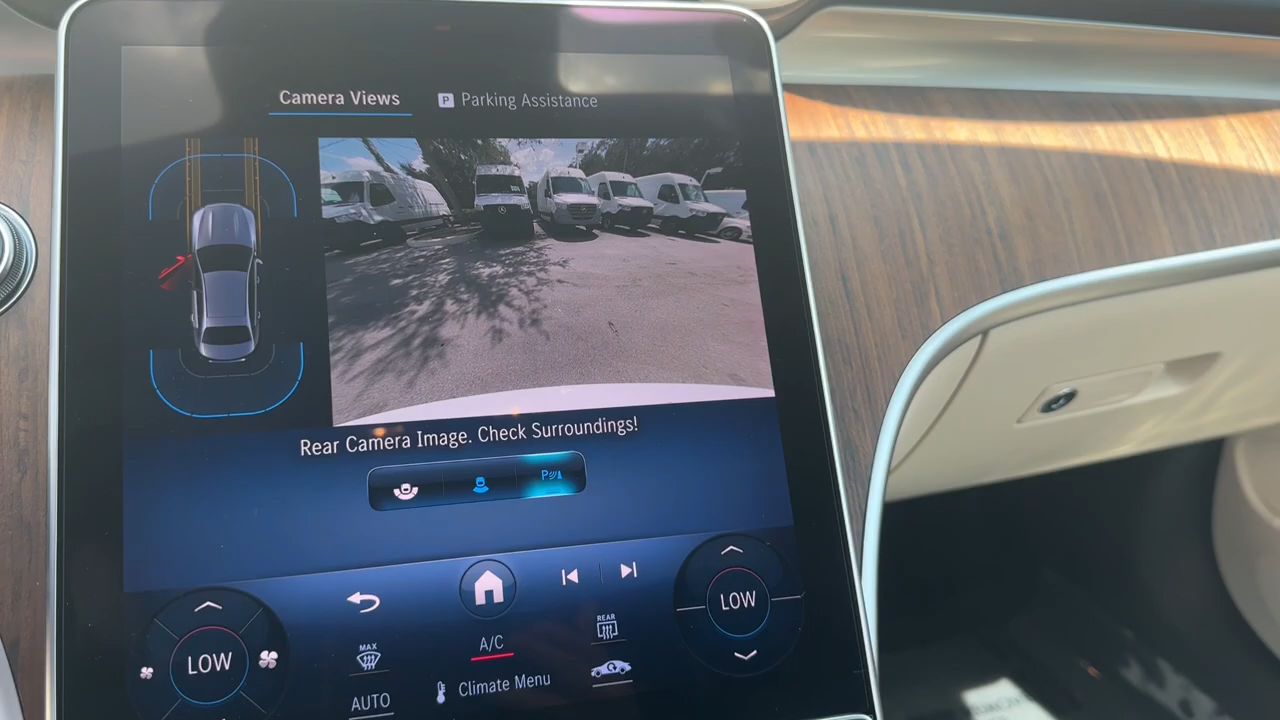 Camera Views
P Parking Assistance
Rear Camera Image. Check Surroundings!
P
LOW
MAX
AUTO
A/C
Climate Menu
REAR
LOW